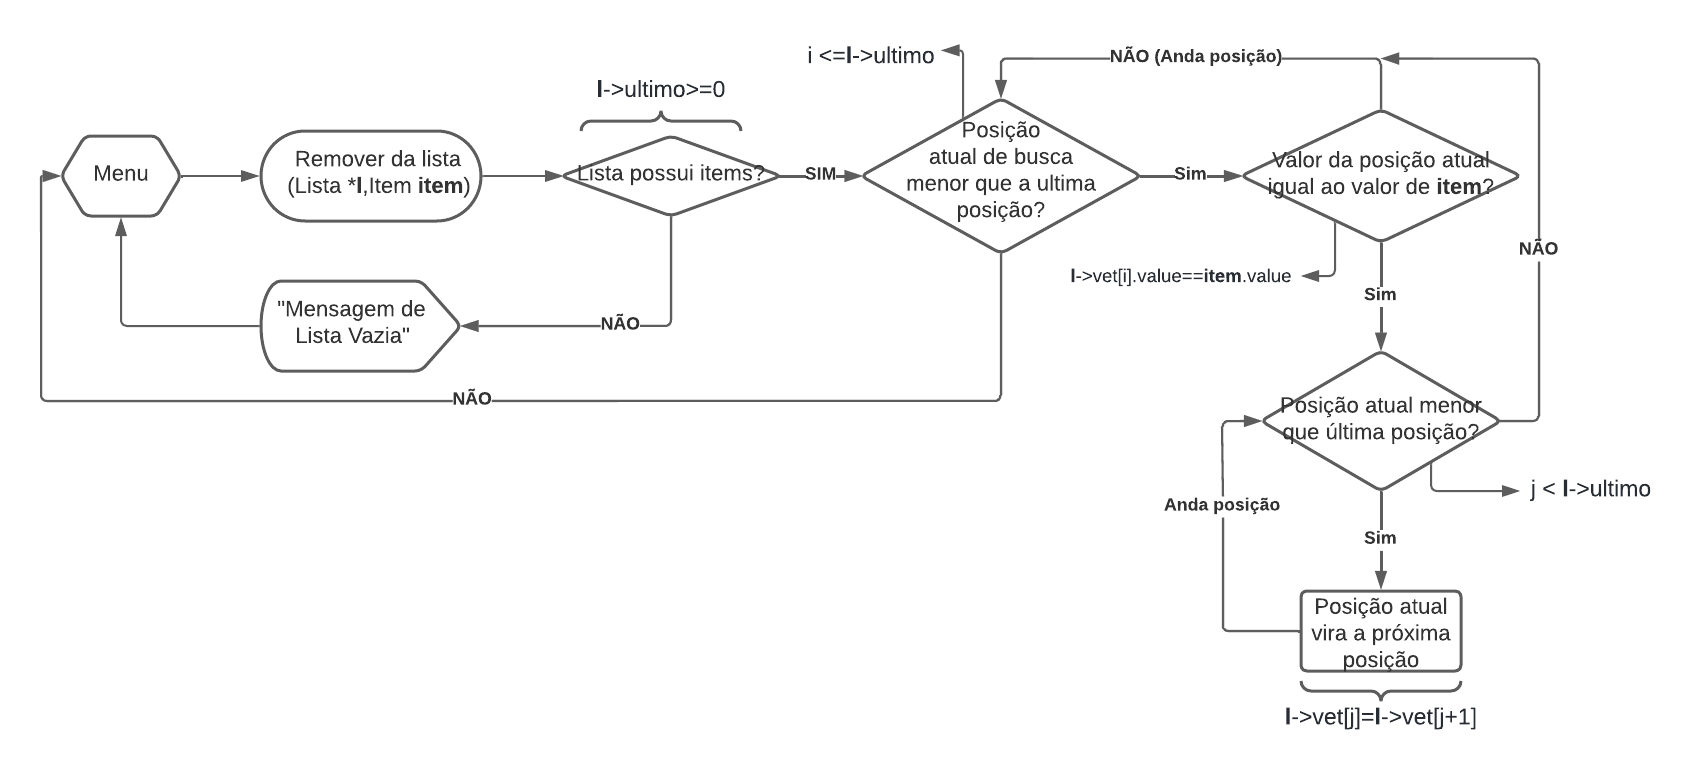 i <=l->ultimo
NÃO (Anda posição)
l->ultimo>=0
Menu
Remover da lista
(Lista *l,Item item)
Lista possui items?
SIM
Posição
atual de busca
menor que a ultima
posição?
Sim
Valor da posição atual
igual ao valor de item?
NÃO
l->vet[i].value==item.value
Sim
"Mensagem de
Lista Vazia"
NÃO
NÃO
Posição atual menor
que última posição?
j < l->ultimo
Anda posição
Sim
Posição atual
vira a próxima
posição
l->vet[j]=l->vet[j+1]